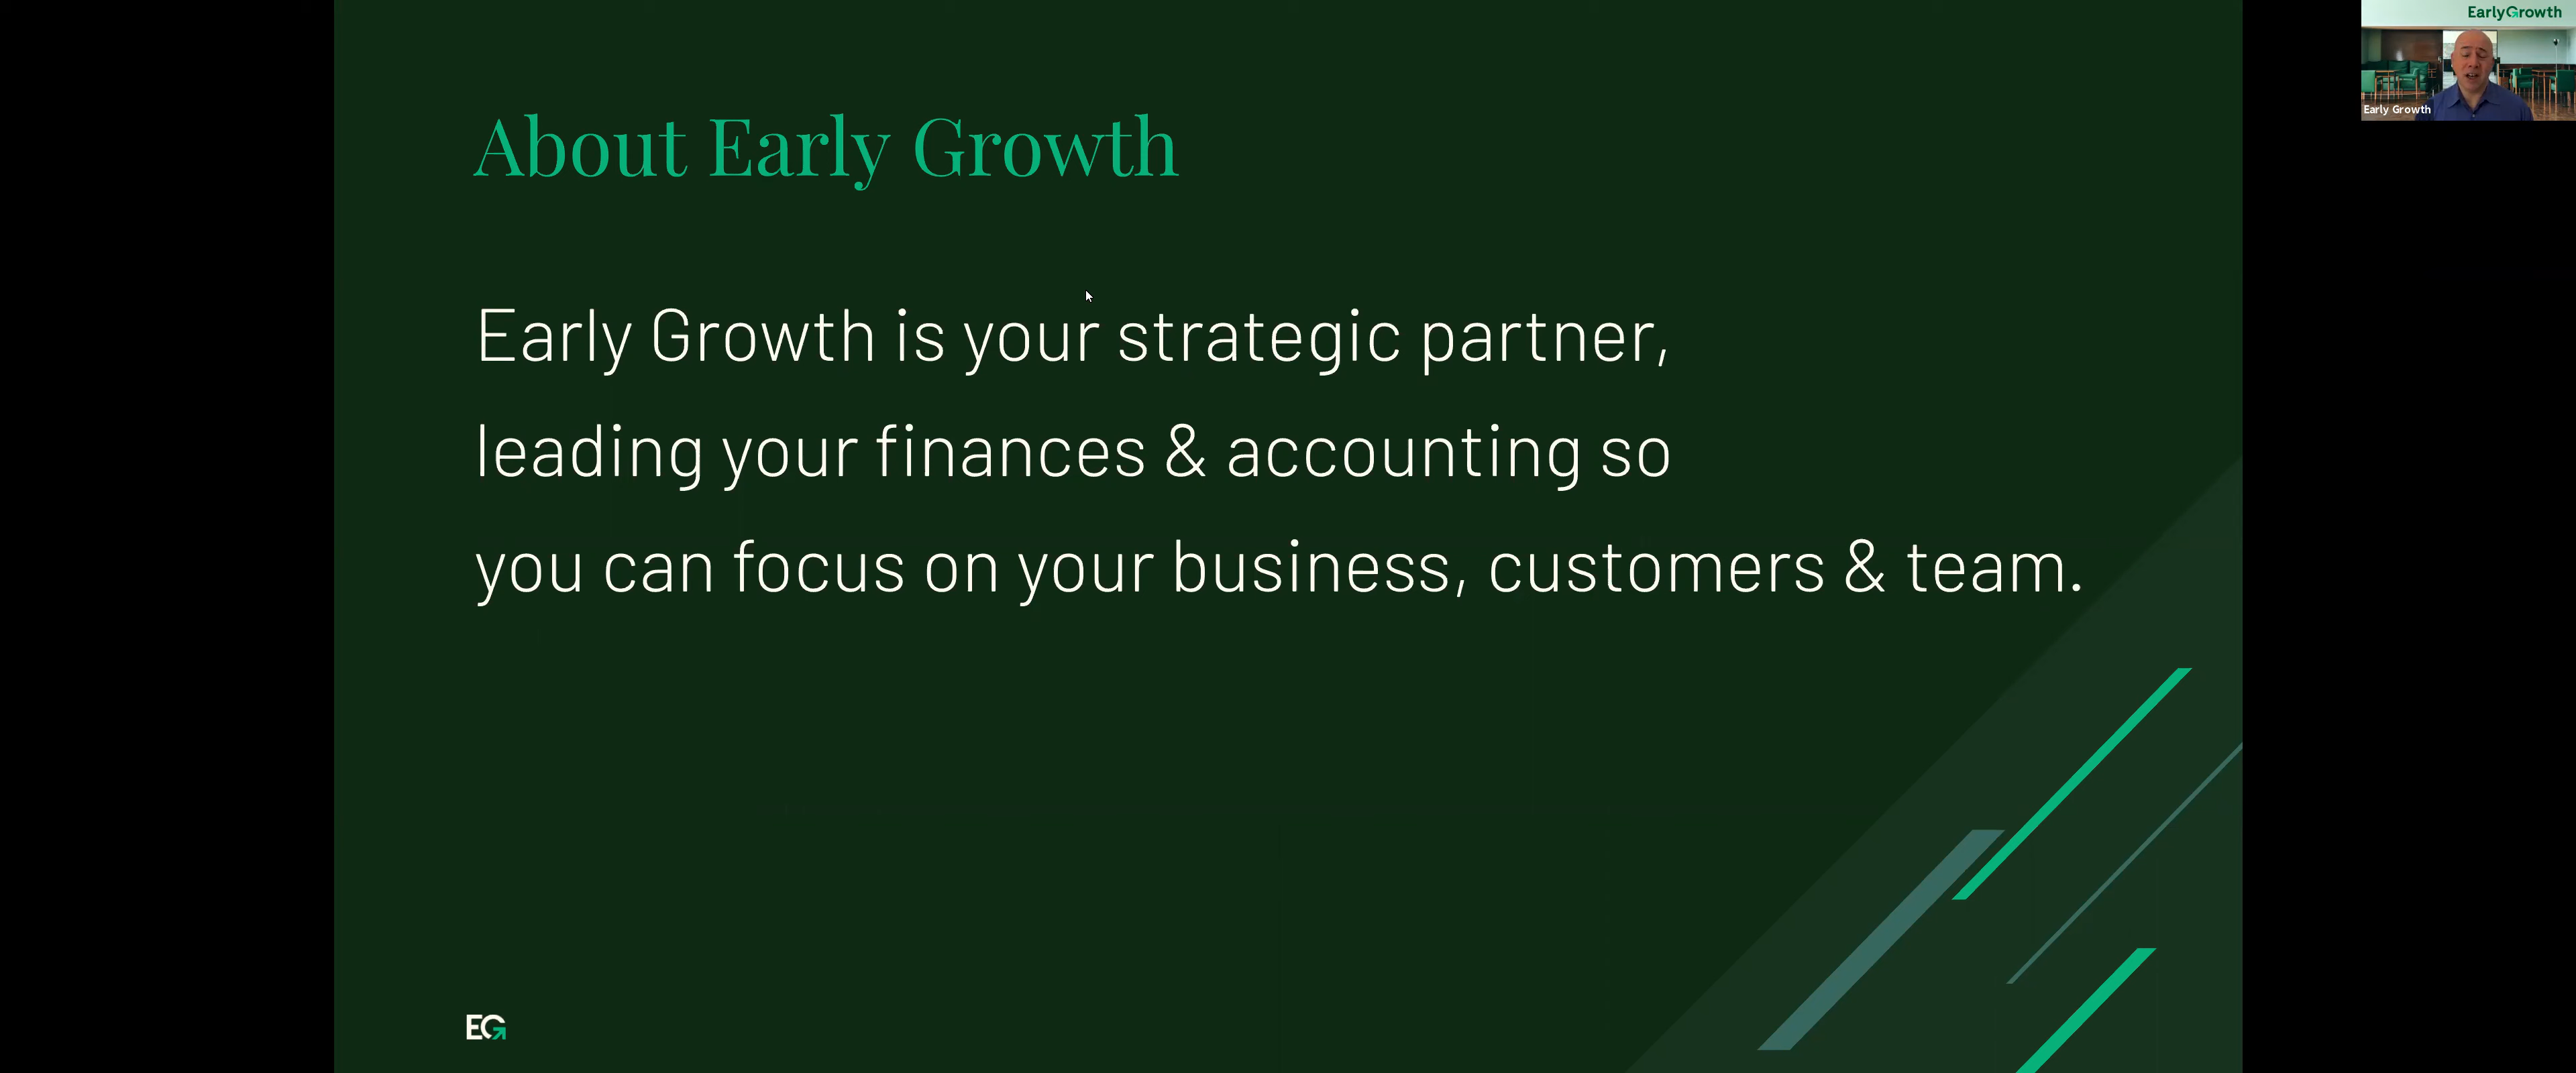 EarlyGrowth
Early Growth
About Early Growth
Early Growth is your strategic partner,
leading your finances & accounting so
you can focus on your business, customers & team.
EG